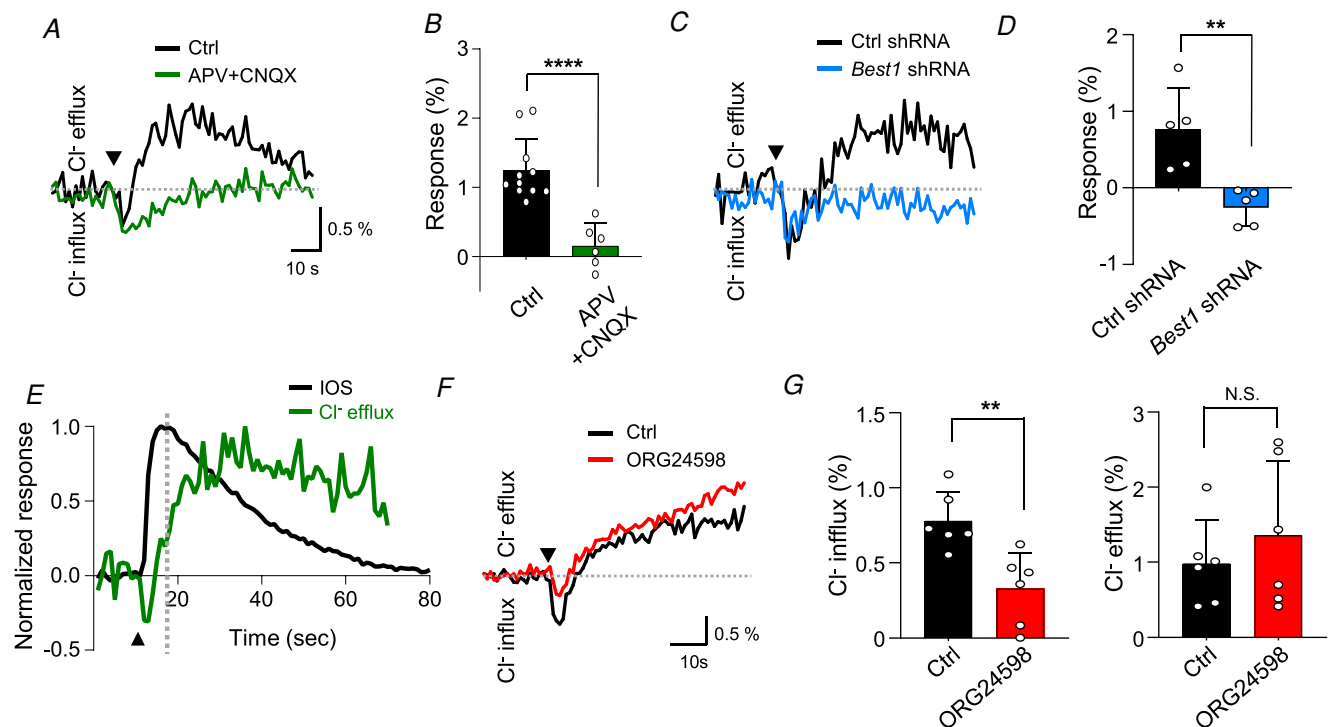 A
Ctrl
APV+CNQX
Cl- influx Cl- efflux
0.5 %
10 s
B
Response (%)
3
2
1
0
****
Ctrl
APV
+CNQX
C
Ctrl shRNA
Best1 shRNA
Cl- influx Cl- efflux
D
Response (%)
2
1
0
-1
**
Ctrl shRNA
Best1 shRNA
E
IOS
Cl- efflux
Normalized response
1.0
0.5
0.0
-0.5
20
40
60
80
Time (sec)
F
Ctrl
ORG24598
Cl- influx Cl- efflux
0.5 %
10s
G
Cl- infflux (%)
1.5
1.0
0.5
0
**
Ctrl
ORG24598
Cl- efflux (%)
3
2
1
0
N.S.
Ctrl
ORG24598